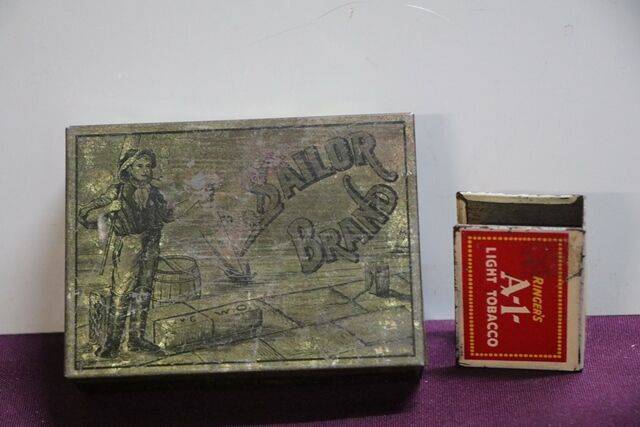 SAILOR
BRAND
RINGER'S
A-1-
LIGHT TOBACCO